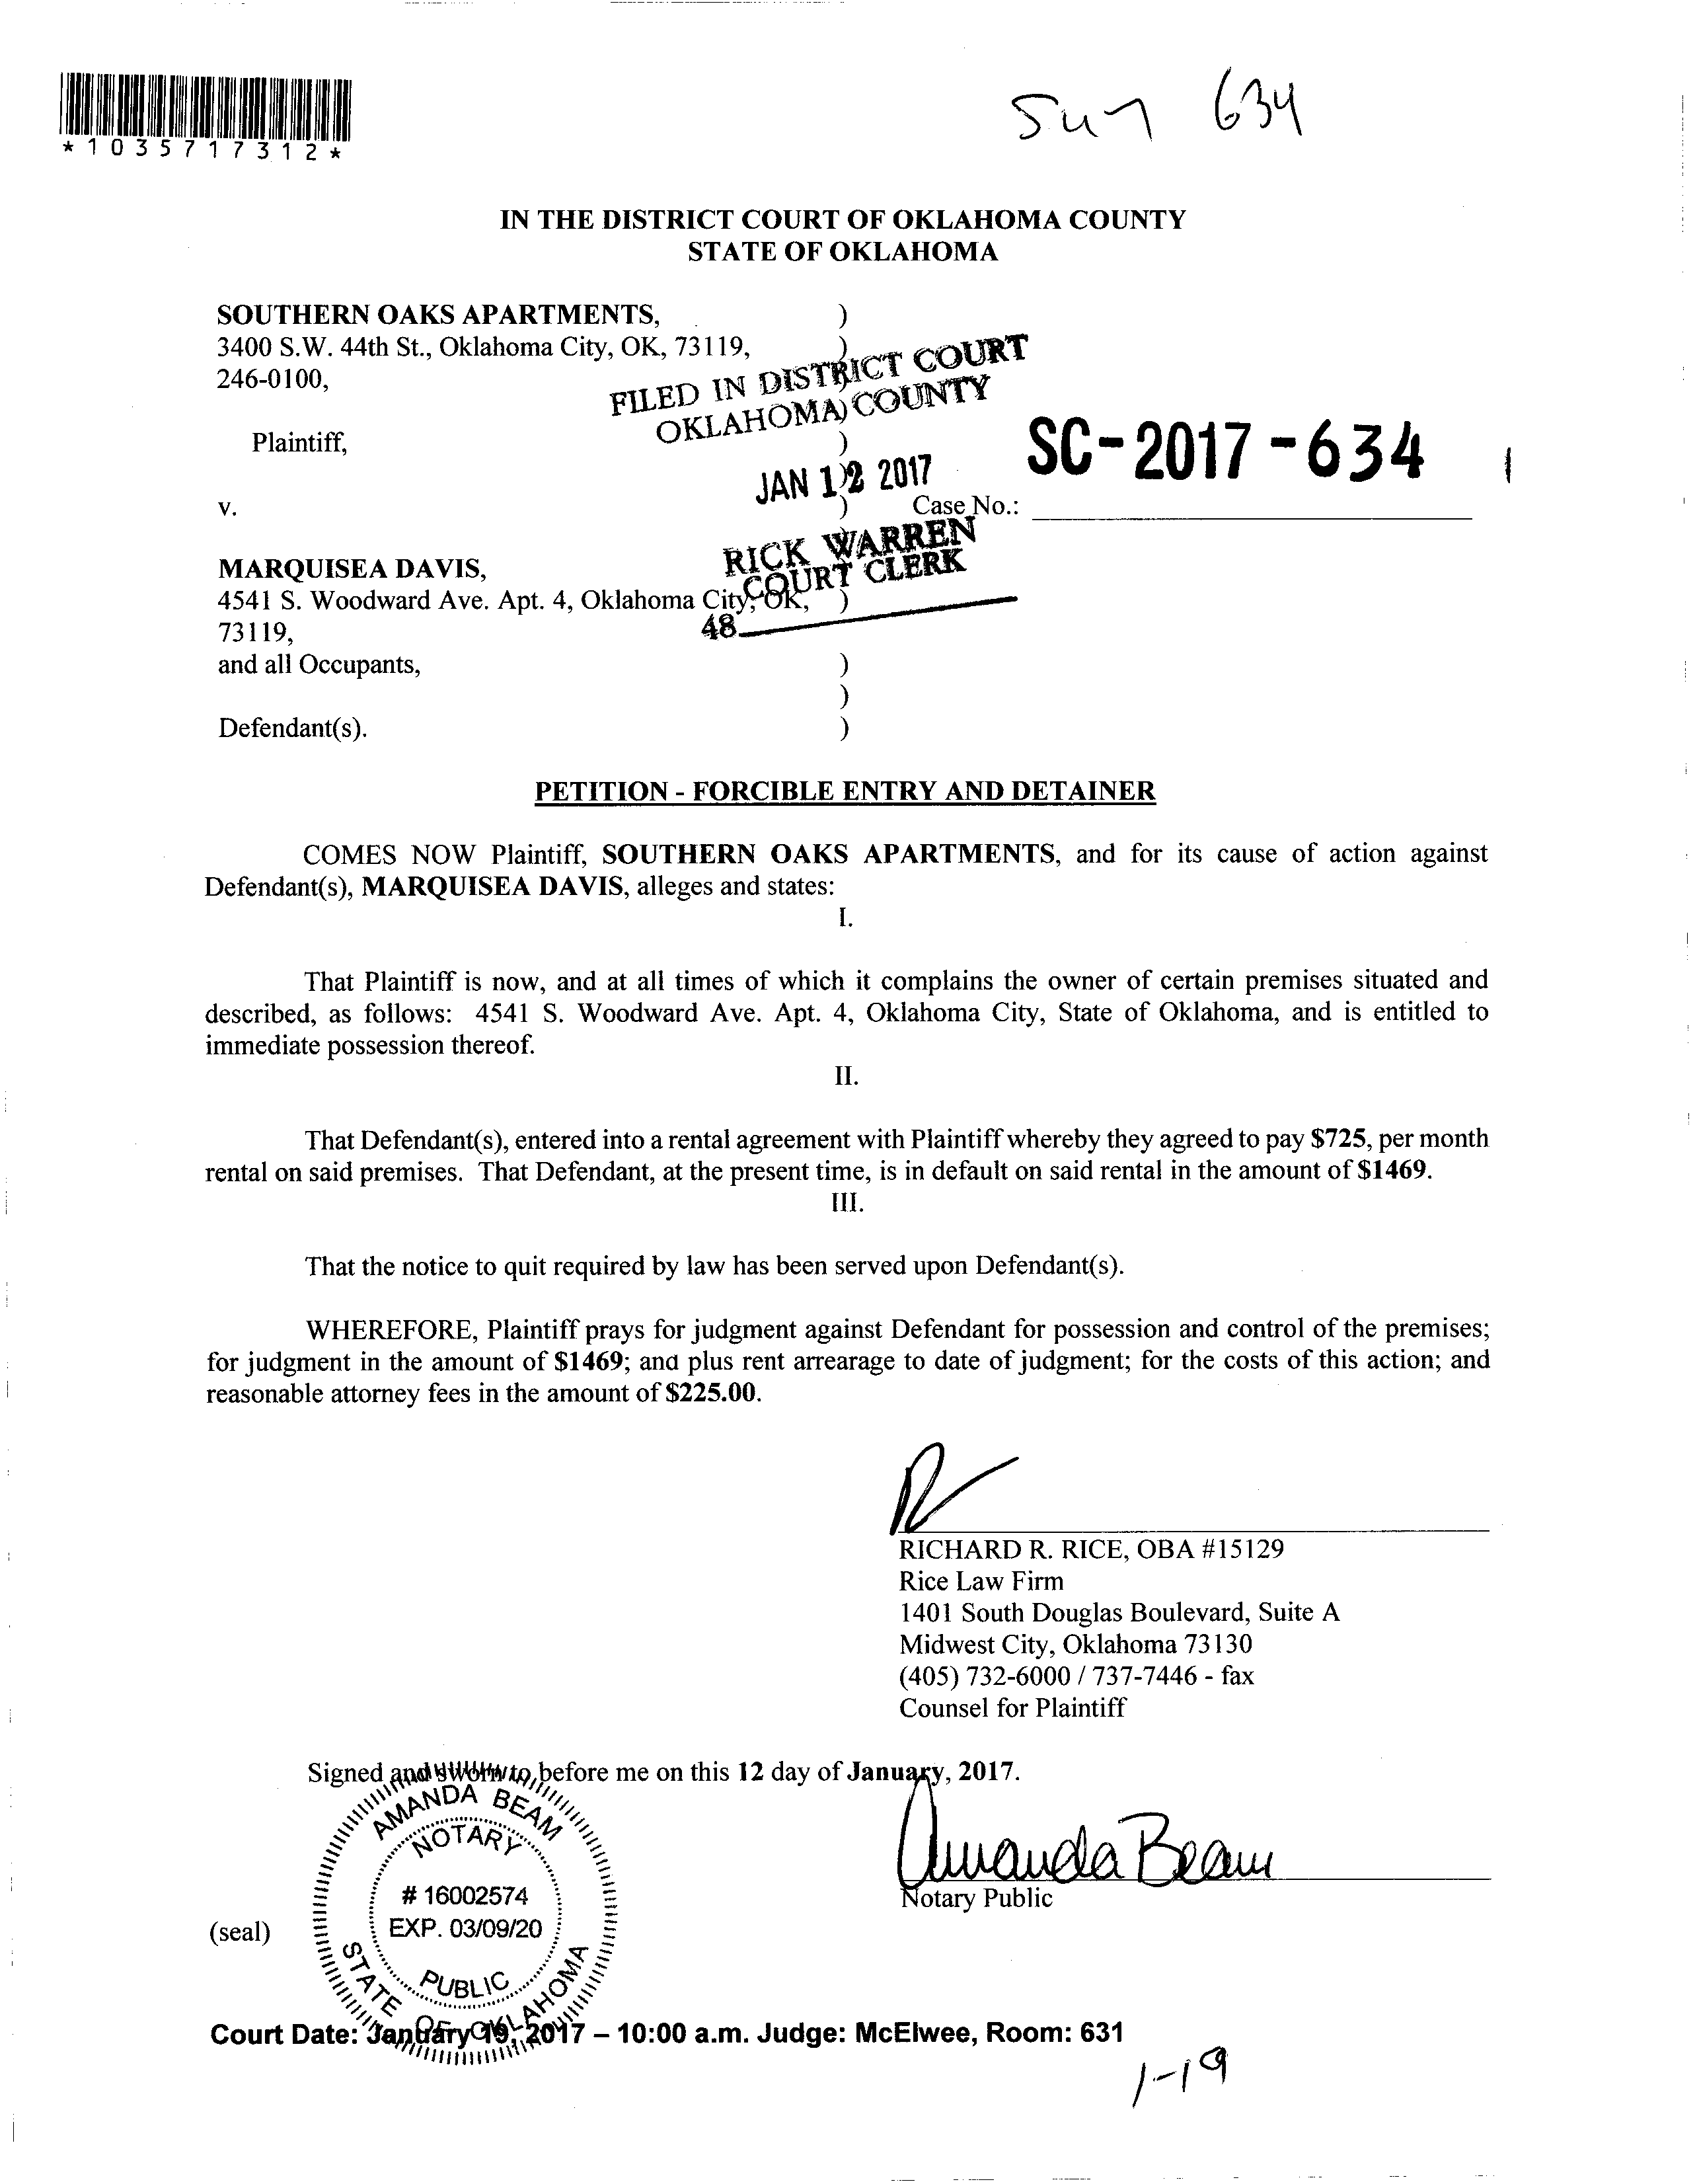 *1035717312*
634
IN THE DISTRICT COURT OF OKLAHOMA COUNTY
STATE OF OKLAHOMA
SOUTHERN OAKS APARTMENTS, )
3400 S.W. 44th St., Oklahoma City, OK, 73119, )
246-0100,
FILED IN DISTRICT COURT
OKLAHOMA COUNTY
)
Plaintiff, )
SC-2017-634
JAN 12 2017
v. ) Case No.:
RICK WARREN
COURT CLERK
MARQUISEA DAVIS,
4541 S. Woodward Ave. Apt. 4, Oklahoma City, OK, )
73119,
48
and all Occupants, )
)
Defendant(s). )
PETITION - FORCIBLE ENTRY AND DETAINER
COMES NOW Plaintiff, SOUTHERN OAKS APARTMENTS, and for its cause of action against
Defendant(s), MARQUISEA DAVIS, alleges and states:
I.
That Plaintiff is now, and at all times of which it complains the owner of certain premises situated and
described, as follows: 4541 S. Woodward Ave. Apt. 4, Oklahoma City, State of Oklahoma, and is entitled to
immediate possession thereof.
II.
That Defendant(s), entered into a rental agreement with Plaintiff whereby they agreed to pay $725, per month
rental on said premises. That Defendant, at the present time, is in default on said rental in the amount of $1469.
III.
That the notice to quit required by law has been served upon Defendant(s).
WHEREFORE, Plaintiff prays for judgment against Defendant for possession and control of the premises;
for judgment in the amount of $1469; and plus rent arrearage to date of judgment; for the costs of this action; and
reasonable attorney fees in the amount of $225.00.
RICHARD R. RICE, OBA #15129
Rice Law Firm
1401 South Douglas Boulevard, Suite A
Midwest City, Oklahoma 73130
(405) 732-6000 / 737-7446 - fax
Counsel for Plaintiff
Signed and sworn to before me on this 12 day of January, 2017.
AMANDA BEAM
NOTARY
# 16002574
EXP. 03/09/20
PUBLIC
STATE OF OKLAHOMA
Amanda Beam
Notary Public
(seal)
Court Date: January 19, 2017 – 10:00 a.m. Judge: McElwee, Room: 631
1-19